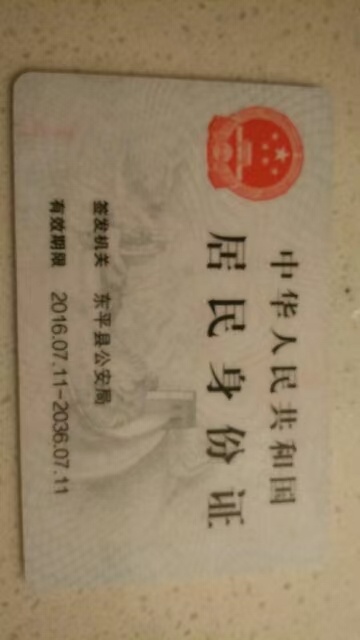 中华人民共和国
居民身份证
签发机关 东平县公安局
有效期限 2016.07.11-2036.07.11